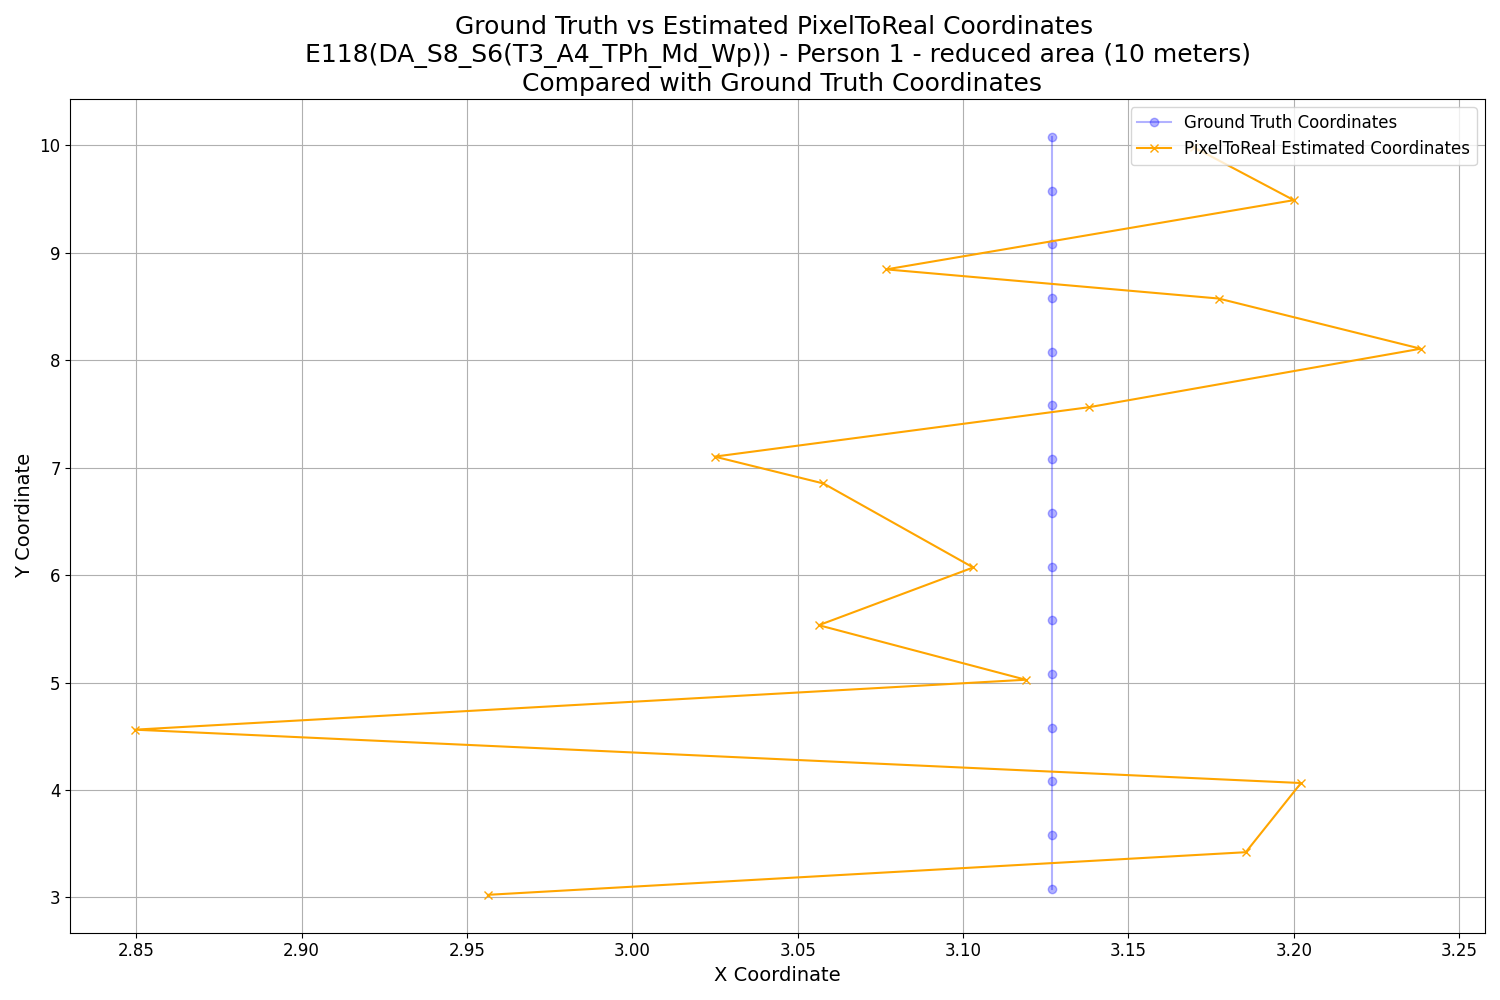 Ground Truth vs Estimated PixelToReal Coordinates
E118(DA_S8_S6(T3_A4_TPh_Md_Wp)) - Person 1 - reduced area (10 meters)
Compared with Ground Truth Coordinates
Ground Truth Coordinates
PixelToReal Estimated Coordinates
Y Coordinate
10
9
8
7
6
5
4
3
2.85 2.90 2.95 3.00 3.05 3.10 3.15 3.20 3.25
X Coordinate